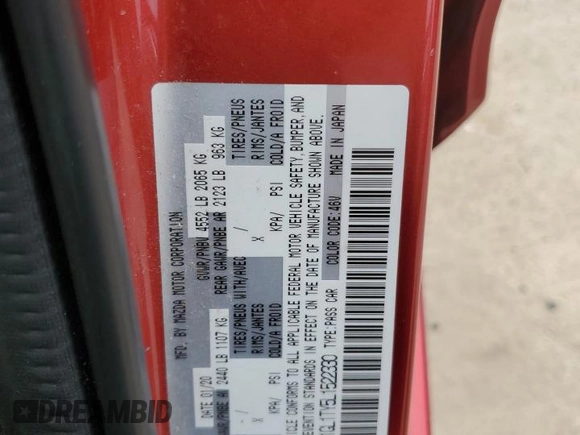 MFD. BY MAZDA MOTOR CORPORATION
DATE 01/20 GVWR/PNBV 4552 LB 2065 KG
GAWR/PNBE AR 2440 LB 1107 KG REAR GAWR/PNBE AR 2123 LB 963 KG
TIRES/PNEUS WITH/AVEC TIRES/PNEUS
RIMS/JANTES X RIMS/JANTES
COLD/A FROID KPA/ PSI COLD/A FROID
X
KPA/ PSI
CONFORMS TO ALL APPLICABLE FEDERAL MOTOR VEHICLE SAFETY, BUMPER, AND
PREVENTION STANDARDS IN EFFECT ON THE DATE OF MANUFACTURE SHOWN ABOVE.
GL1TY5L1522330 TYPE:PASS CAR COLOR CODE:46V MADE IN JAPAN
DREAMBID